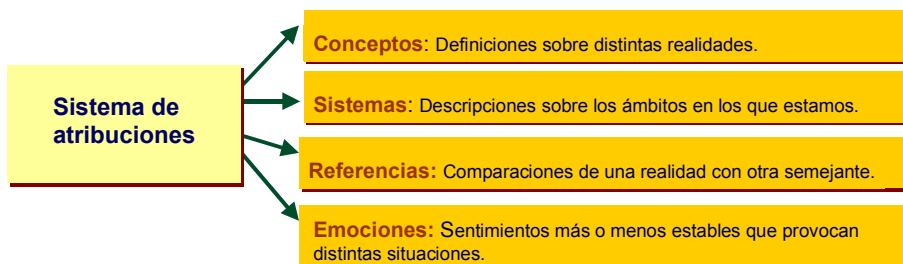 Sistema de
atribuciones
Conceptos: Definiciones sobre distintas realidades.
Sistemas: Descripciones sobre los ámbitos en los que estamos.
Referencias: Comparaciones de una realidad con otra semejante.
Emociones: Sentimientos más o menos estables que provocan
distintas situaciones.